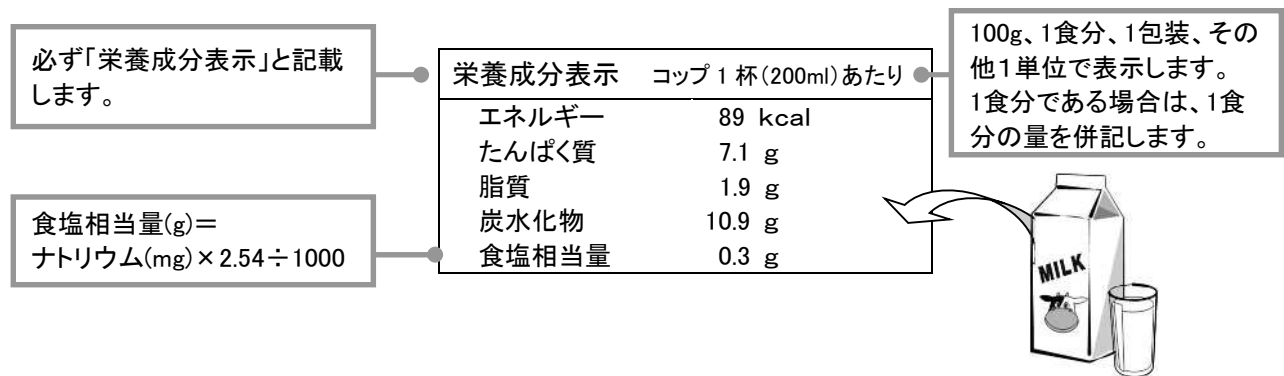 必ず「栄養成分表示」と記載
します。
栄養成分表示 コップ 1 杯(200ml)あたり
エネルギー 89 kcal
たんぱく質 7.1 g
脂質 1.9 g
炭水化物 10.9 g
食塩相当量 0.3 g
100g、1食分、1包装、その
他1単位で表示します。
1食分である場合は、1食
分の量を併記します。
食塩相当量(g)=
ナトリウム(mg)×2.54÷1000
MILK